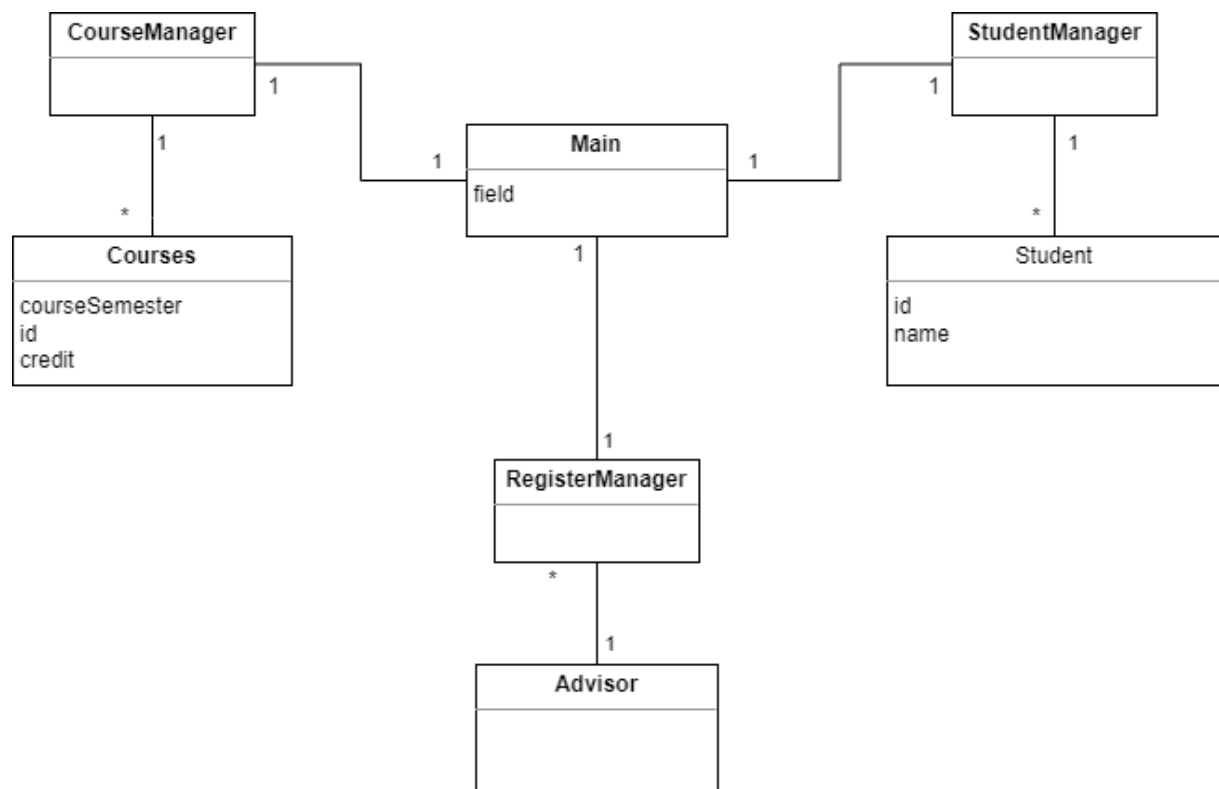 CourseManager
1
1
*
Courses
courseSemester
id
credit
Main
field
1
1
1
StudentManager
1
1
*
Student
id
name
1
RegisterManager
*
1
Advisor